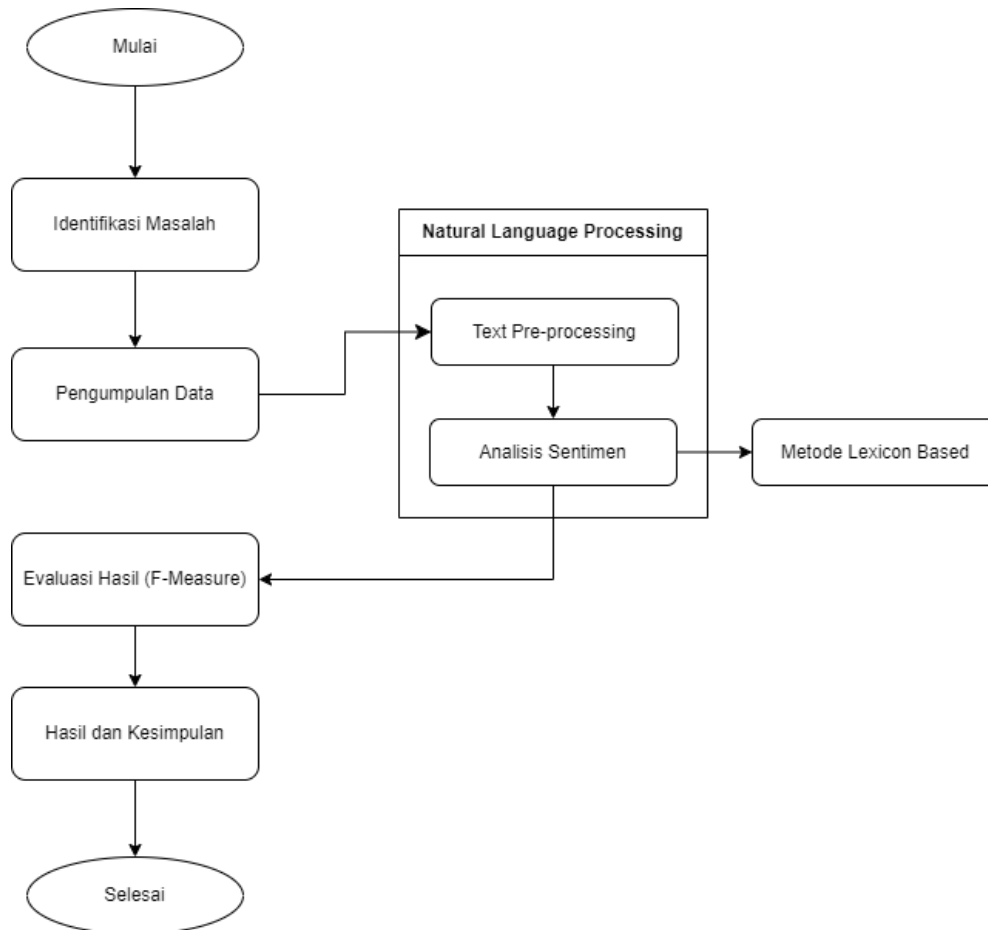 Mulai
Identifikasi Masalah
Pengumpulan Data
Natural Language Processing
Text Pre-processing
Analisis Sentimen
Metode Lexicon Based
Evaluasi Hasil (F-Measure)
Hasil dan Kesimpulan
Selesai